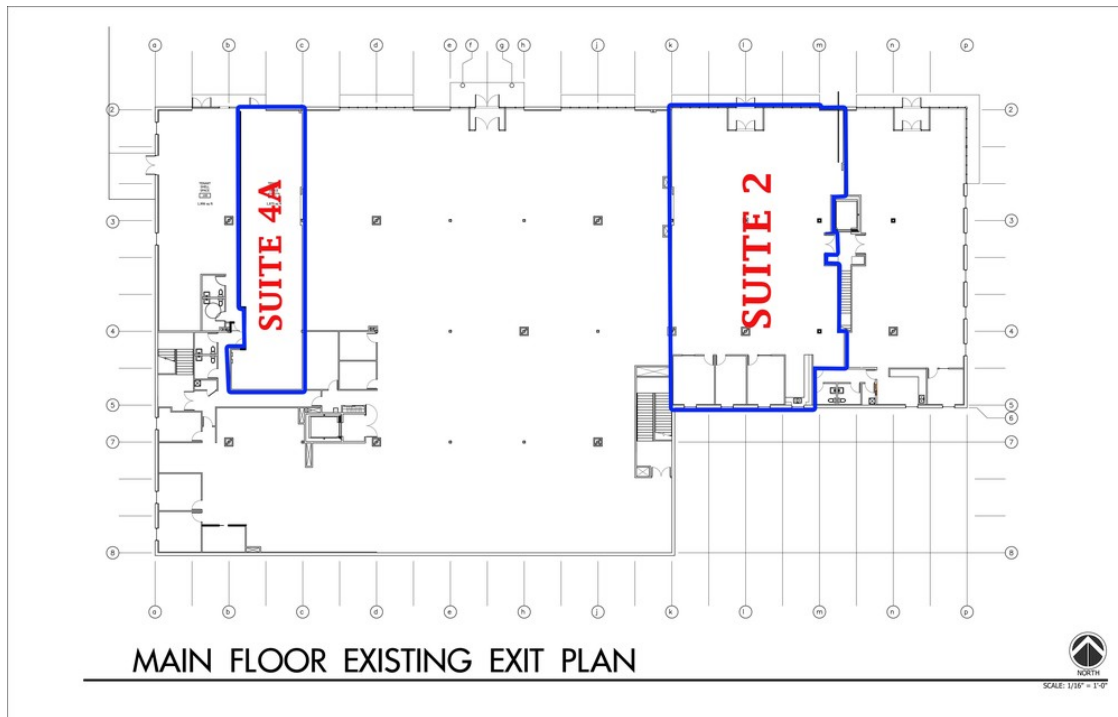 a b c d e f g h j k l m n p
2 2
3 3
SUITE 4A
SUITE 2
4 4
5 5
6
7 7
8 8
a b c d e h j k l m n p
MAIN FLOOR EXISTING EXIT PLAN
NORTH
SCALE: 1/16" = 1'-0"